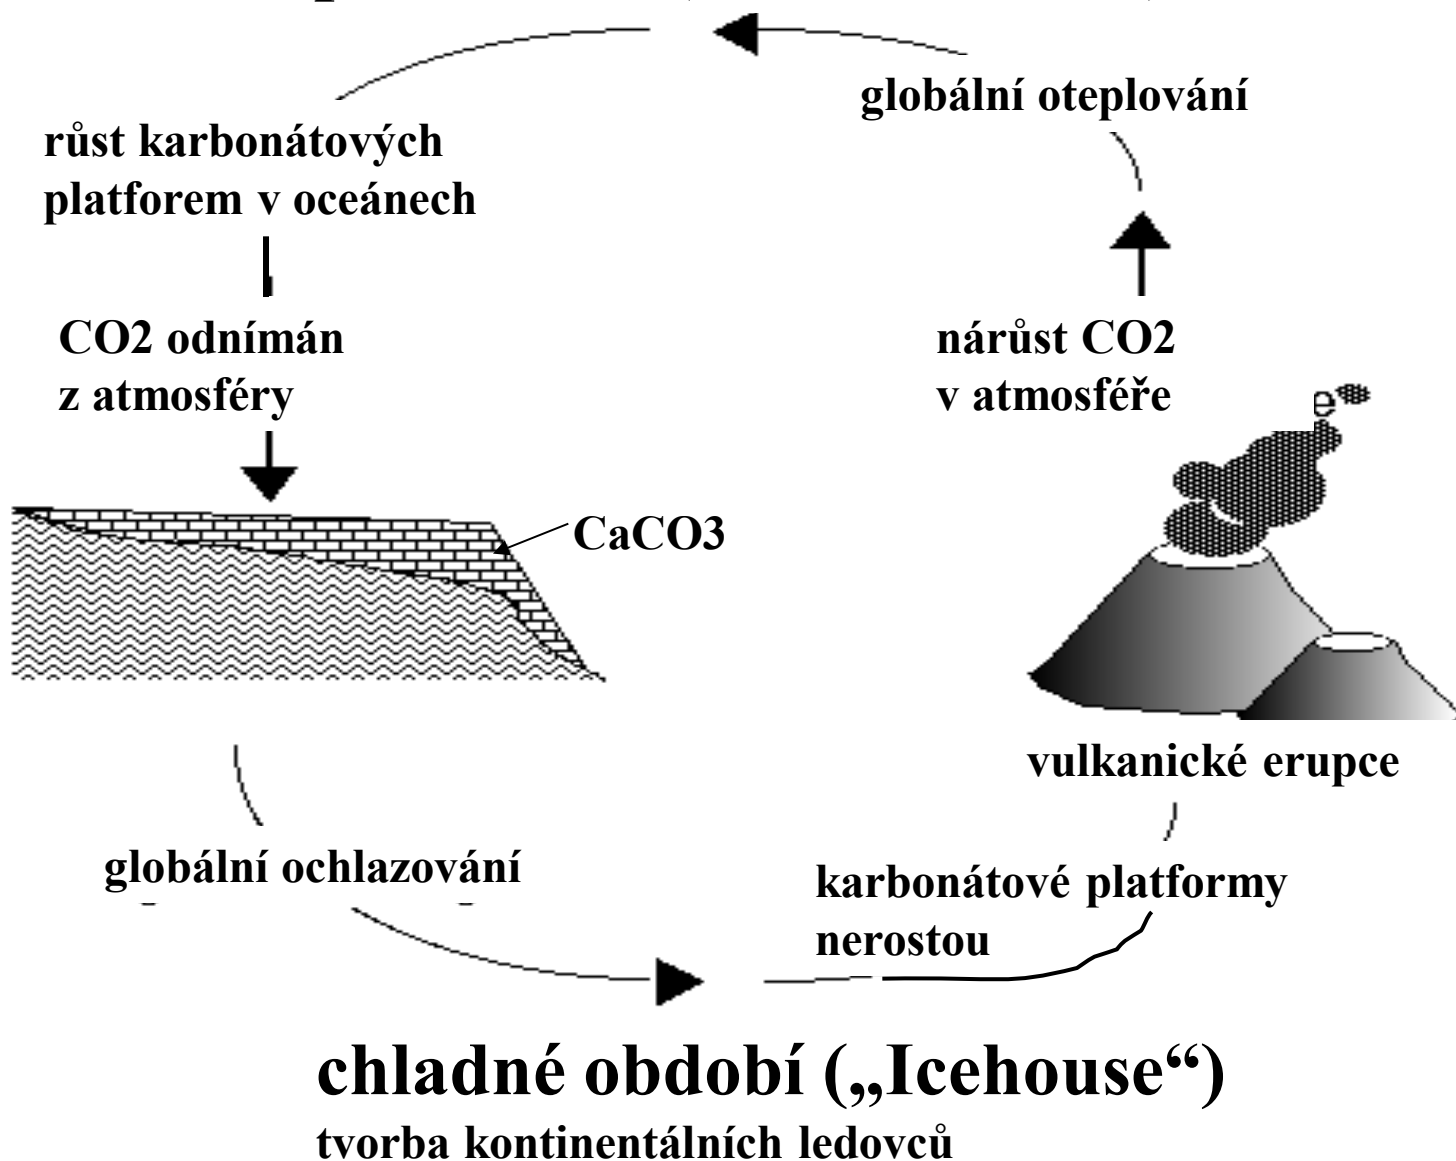 globální oteplování
růst karbonátových
platforem v oceánech
CO2 odnímán
z atmosféry
nárůst CO2
v atmosféře
e
CaCO3
vulkanické erupce
globální ochlazování
karbonátové platformy
nerostou
chladné období („Icehouse“)
tvorba kontinentálních ledovců